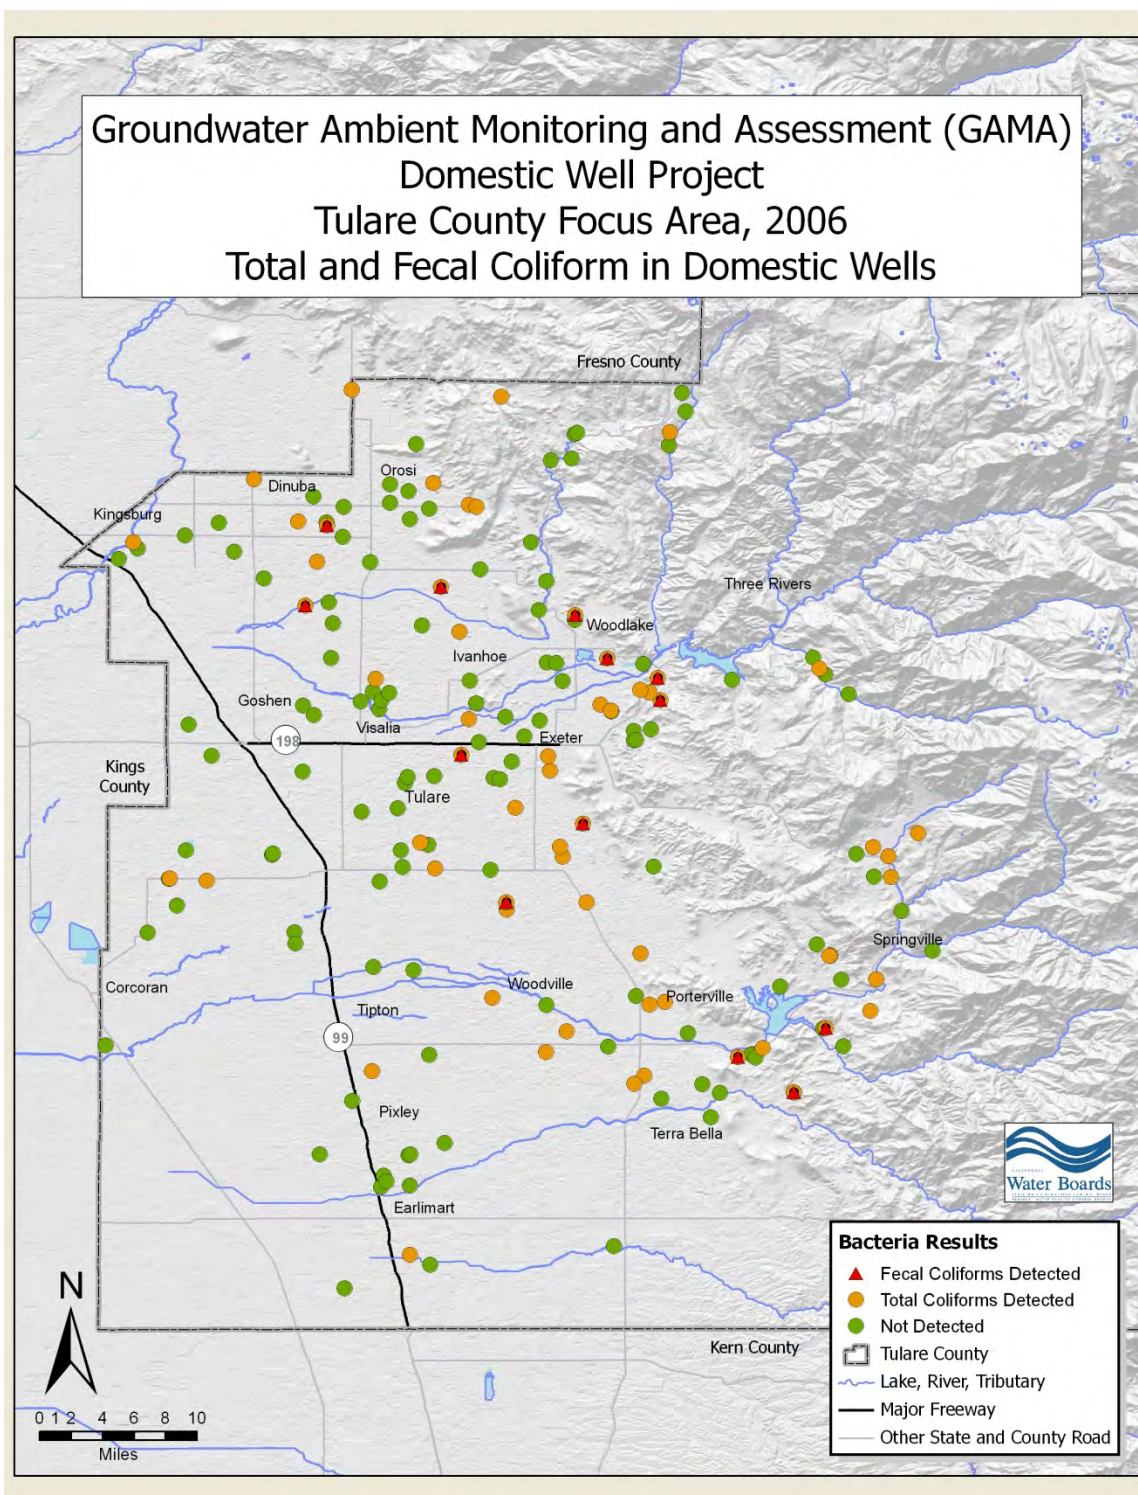 Groundwater Ambient Monitoring and Assessment (GAMA)
Domestic Well Project
Tulare County Focus Area, 2006
Total and Fecal Coliform in Domestic Wells
Fresno County
Orosi
Dinuba
Kingsburg
Three Rivers
Woodlake
Ivanhoe
Goshen
Visalia
Exeter
198
Kings
County
Tulare
Springville
Corcoran
Woodville
Porterville
Tipton
99
Pixley
Terra Bella
Earlimart
CALIFORNIA
Water Boards
Bacteria Results
Fecal Coliforms Detected
Total Coliforms Detected
Not Detected
Tulare County
Lake, River, Tributary
Major Freeway
Other State and County Road
Kern County
N
0 1 2 4 6 8 10
Miles